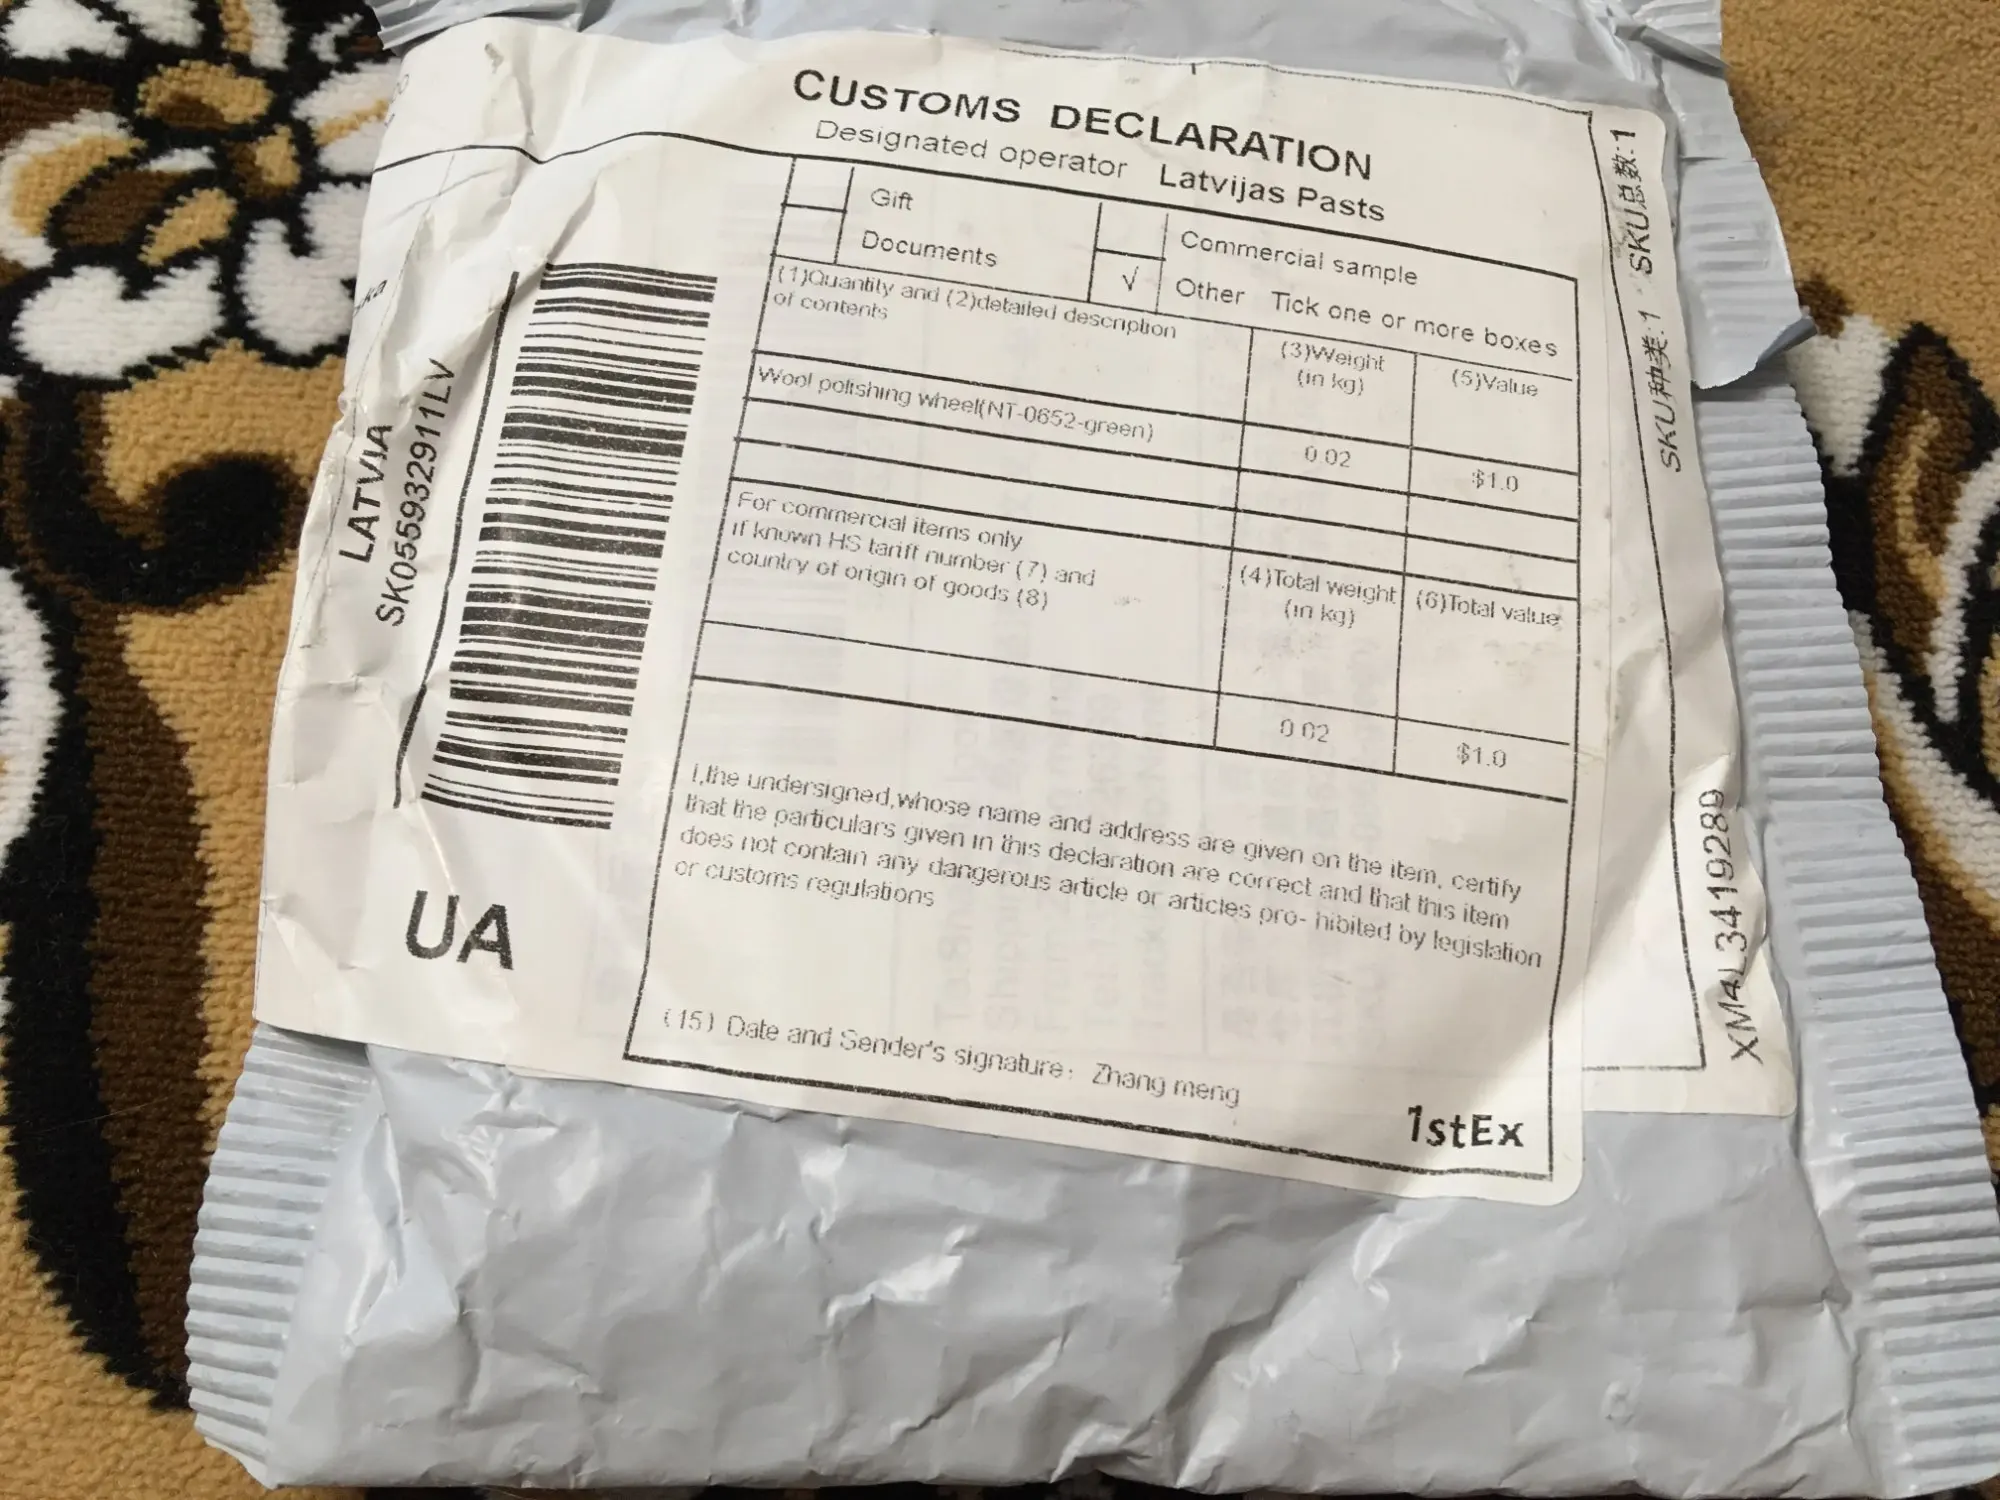 CUSTOMS DECLARATION
Designated operator Latvijas Pasts
Gift
Documents
Commercial sample
√ Other Tick one or more boxes
(1)Quantity and (2)detailed description
of contents
(3)Weight
(in kg)
(5)Value
Wool polishing wheel(NT-0652-green)
0.02
$1.0
For commercial items only
If known HS tariff number (7) and
country of origin of goods (8)
(4)Total weight
(in kg)
(6)Total value
0.02
$1.0
I,the undersigned,whose name and address are given on the item, certify
that the particulars given in this declaration are correct and that this item
does not contain any dangerous article or articles pro- hibited by legislation
or customs regulations
(15) Date and Sender's signature: Zhang meng
1stEx
LATVIA
SK055932911LV
UA
SKU种类:1 SKU总数:1
XM4L3419289